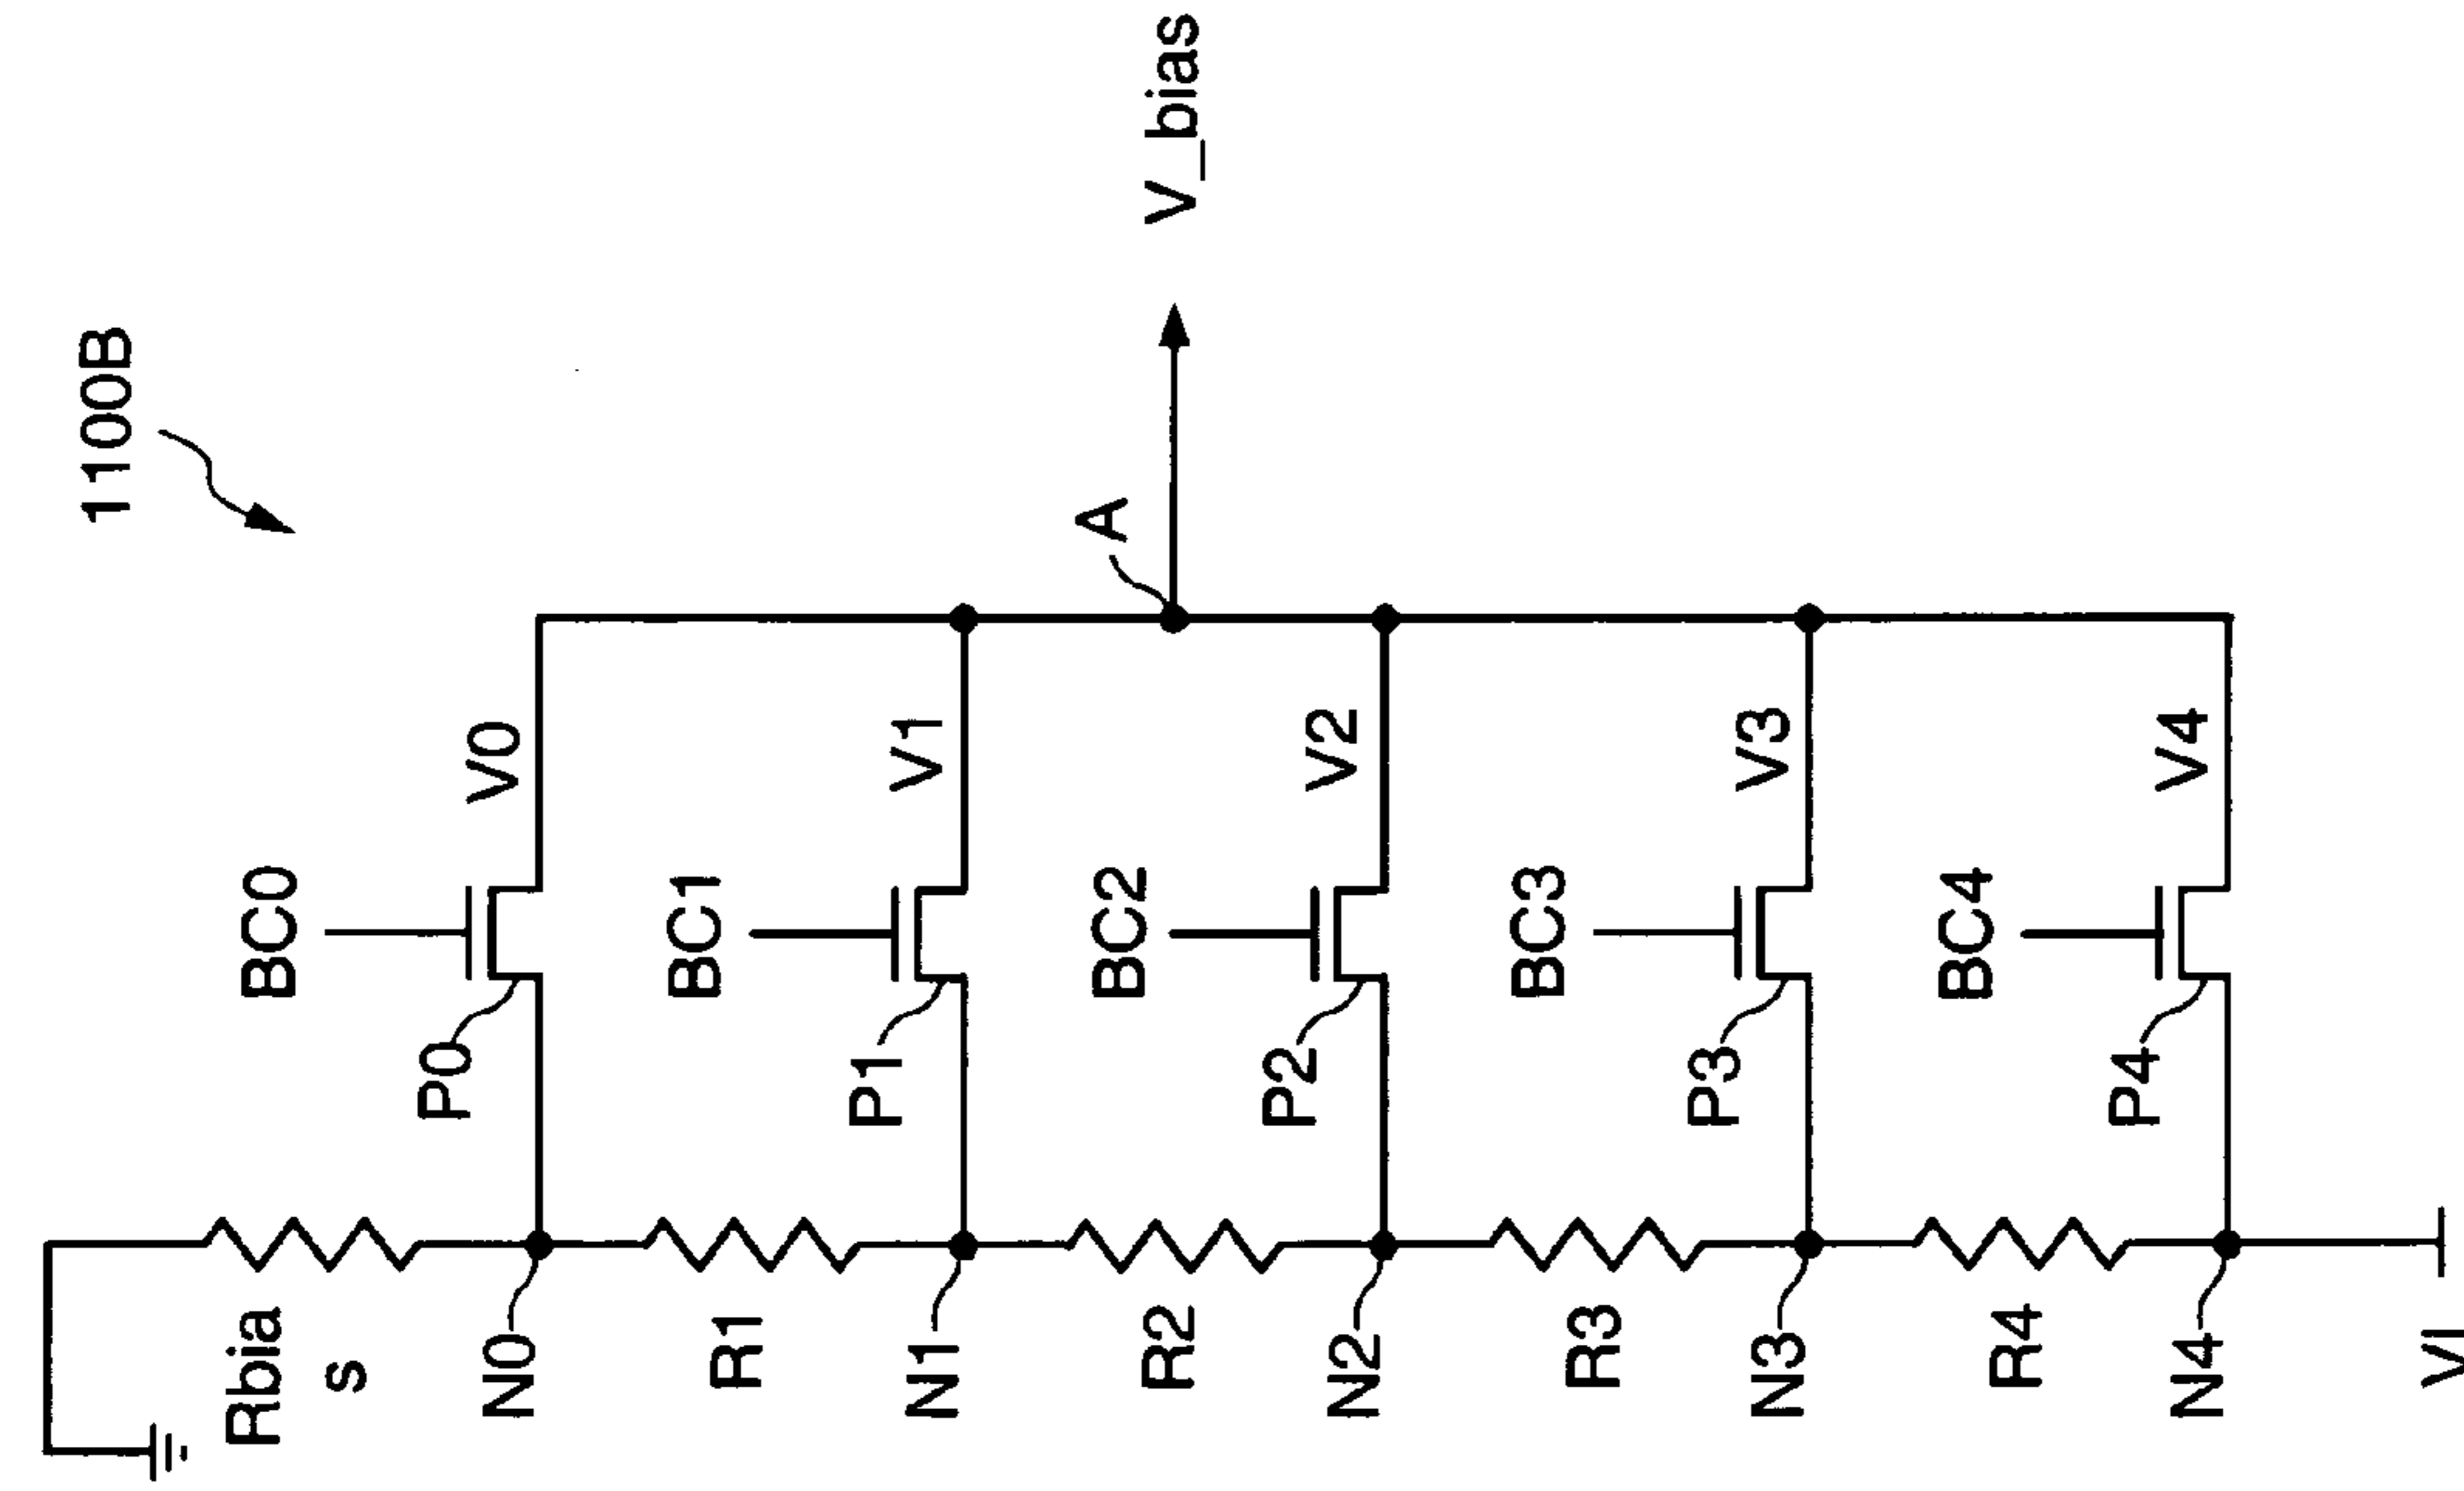 1100B
Rbia
s
BC0
P0
V0
N0
BC1
R1
P1
V1
N1
A
V_bias
BC2
R2
P2
V2
N2
BC3
R3
P3
V3
N3
BC4
R4
P4
V4
N4